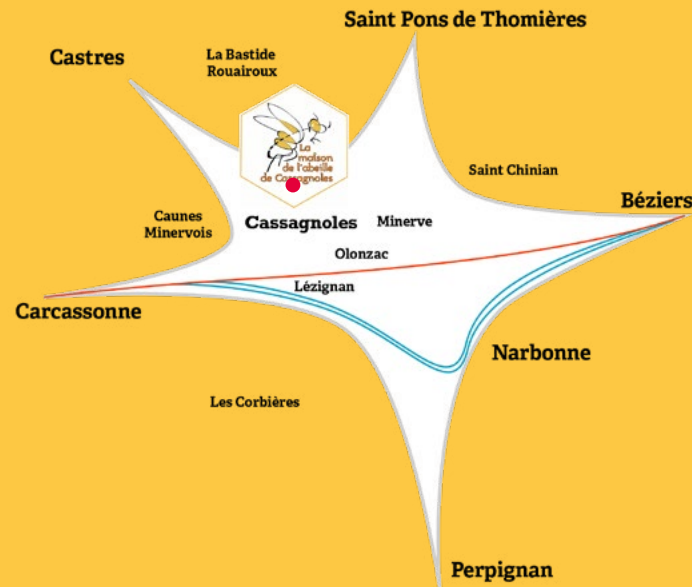 Saint Pons de Thomières
Castres
La Bastide
Rouairoux
La
maison
de l'abeille
de Cassagnoles
Saint Chinian
Béziers
Caunes
Minervois
Cassagnoles
Minerve
Olonzac
Lézignan
Carcassonne
Narbonne
Les Corbières
Perpignan